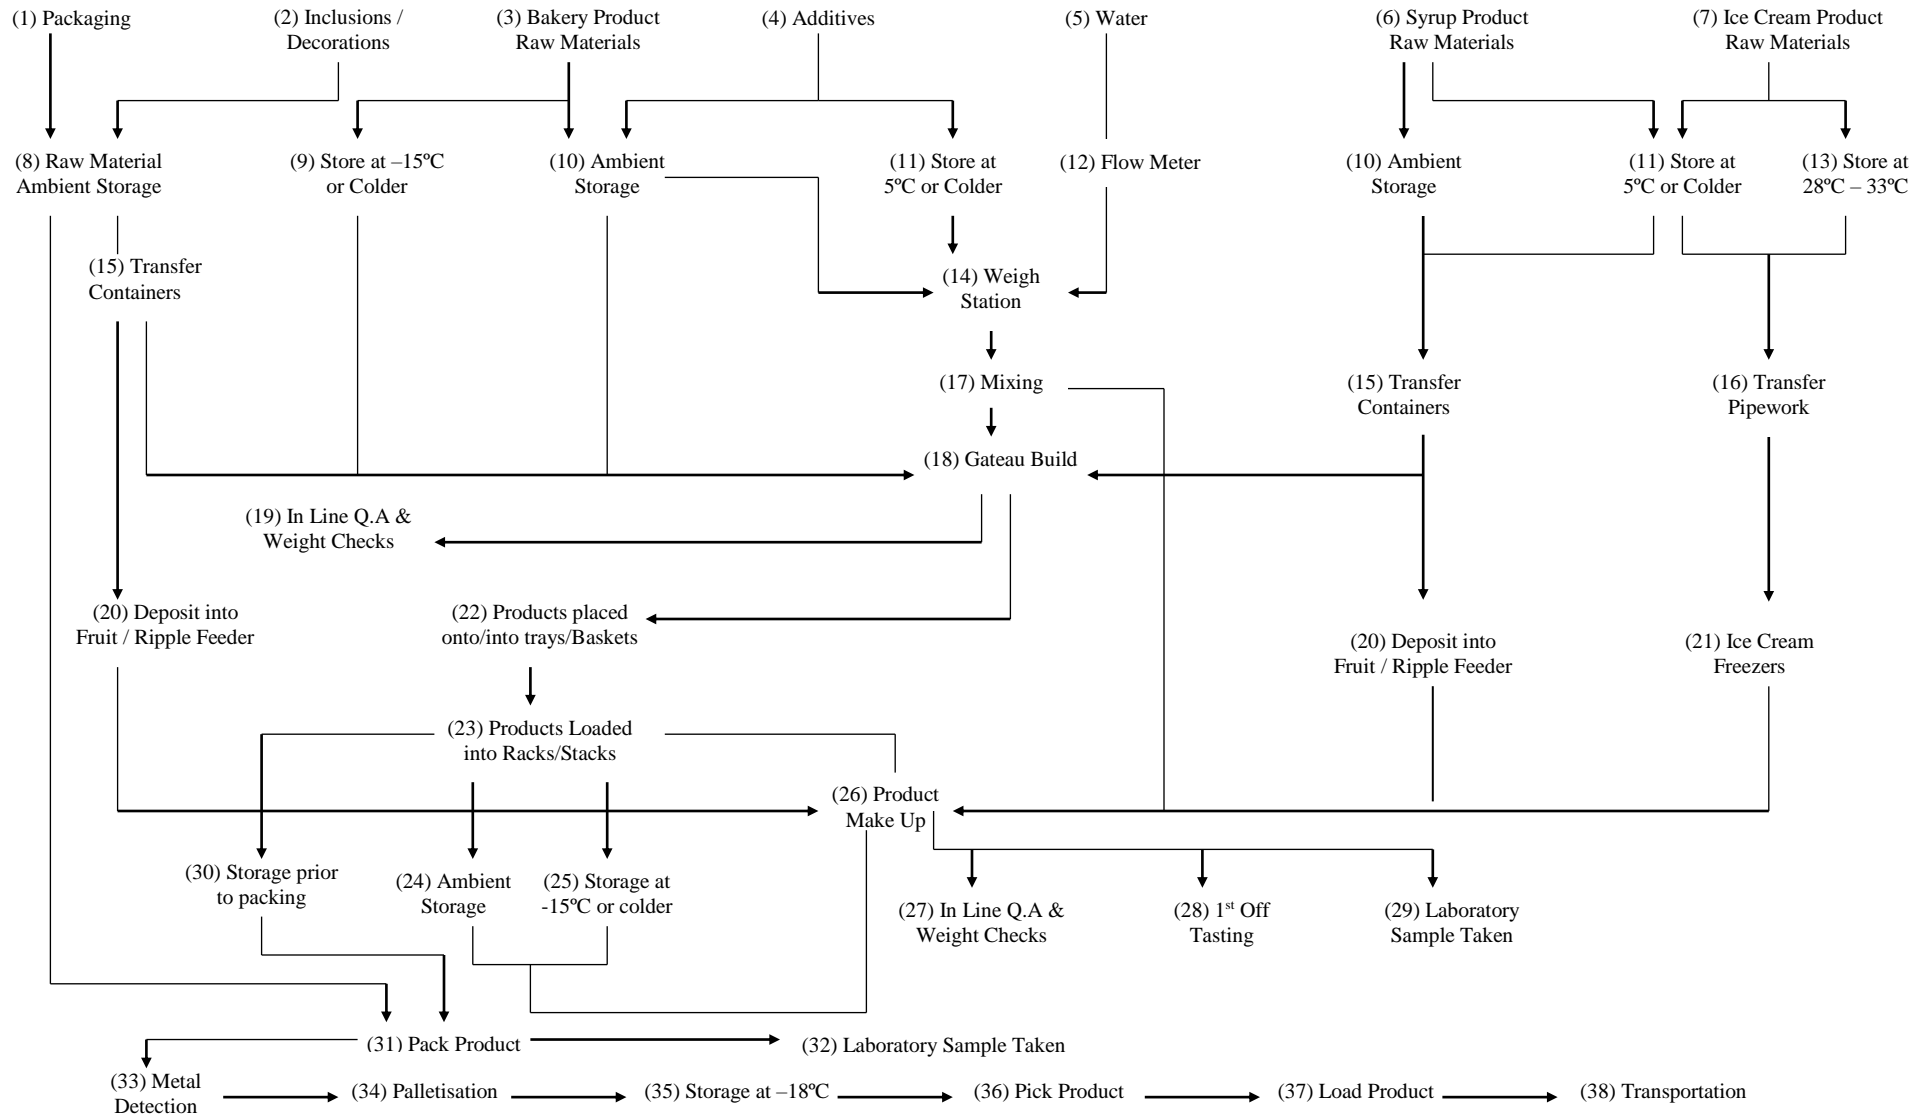 (1) Packaging
(2) Inclusions /
Decorations
(3) Bakery Product
Raw Materials
(4) Additives
(5) Water
(6) Syrup Product
Raw Materials
(7) Ice Cream Product
Raw Materials
(8) Raw Material
Ambient Storage
(9) Store at –15ºC
or Colder
(10) Ambient
Storage
(11) Store at
5ºC or Colder
(12) Flow Meter
(10) Ambient
Storage
(11) Store at
5ºC or Colder
(13) Store at
28ºC – 33ºC
(15) Transfer
Containers
(14) Weigh
Station
(17) Mixing
(15) Transfer
Containers
(16) Transfer
Pipework
(18) Gateau Build
(19) In Line Q.A &
Weight Checks
(20) Deposit into
Fruit / Ripple Feeder
(22) Products placed
onto/into trays/Baskets
(20) Deposit into
Fruit / Ripple Feeder
(21) Ice Cream
Freezers
(23) Products Loaded
into Racks/Stacks
(26) Product
Make Up
(30) Storage prior
to packing
(24) Ambient
Storage
(25) Storage at
-15ºC or colder
(27) In Line Q.A &
Weight Checks
(28) 1st Off
Tasting
(29) Laboratory
Sample Taken
(31) Pack Product
(32) Laboratory Sample Taken
(33) Metal
Detection
(34) Palletisation
(35) Storage at –18ºC
(36) Pick Product
(37) Load Product
(38) Transportation